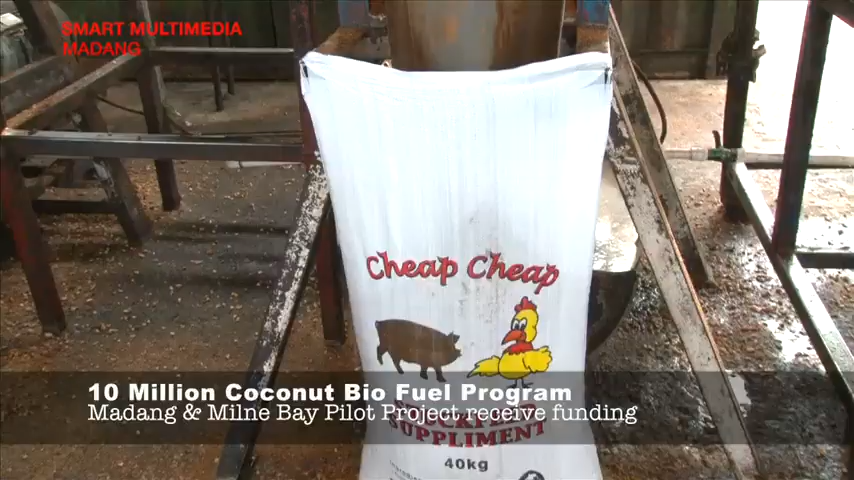 SMART MULTIMEDIA
MADANG
Cheap Cheap
10 Million Coconut Bio Fuel Program
Madang & Milne Bay Pilot Project receive funding
STOCKFEED
SUPPLIMENT
40kg